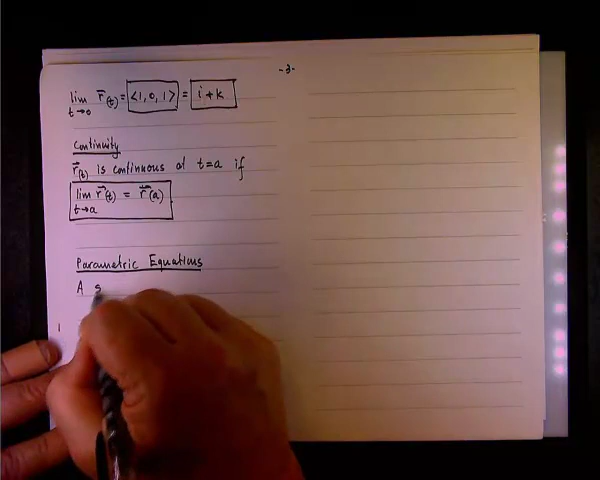 -3-
lim r⃗(t) = <1, 0, 1> = i + k
t→0
Continuity
r⃗(t) is continuous at t=a if
lim r⃗(t) = r⃗(a)
t→a
Parametric Equations
A s